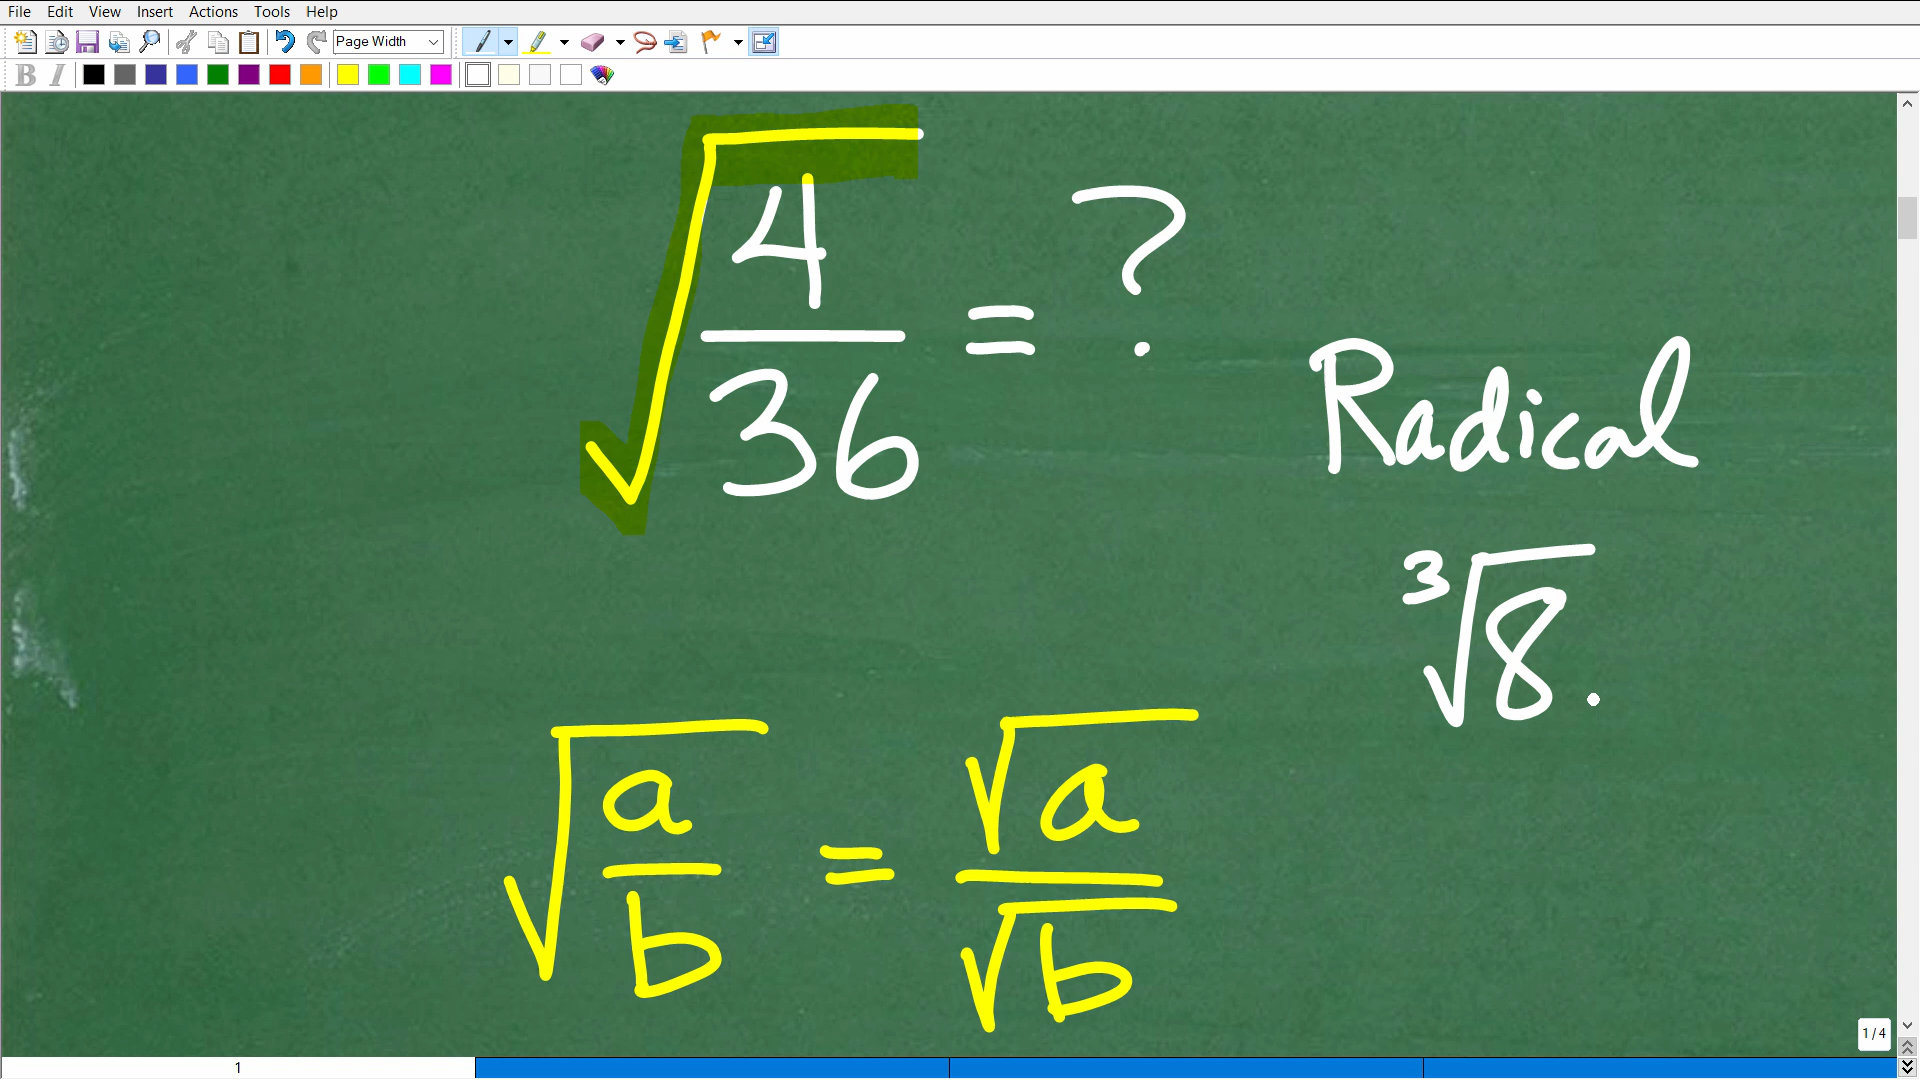 File Edit View Insert Actions Tools Help
Page Width
B I
√(4/36) = ?
Radical
³√8
√(a/b) = √a/√b
1 / 4
1